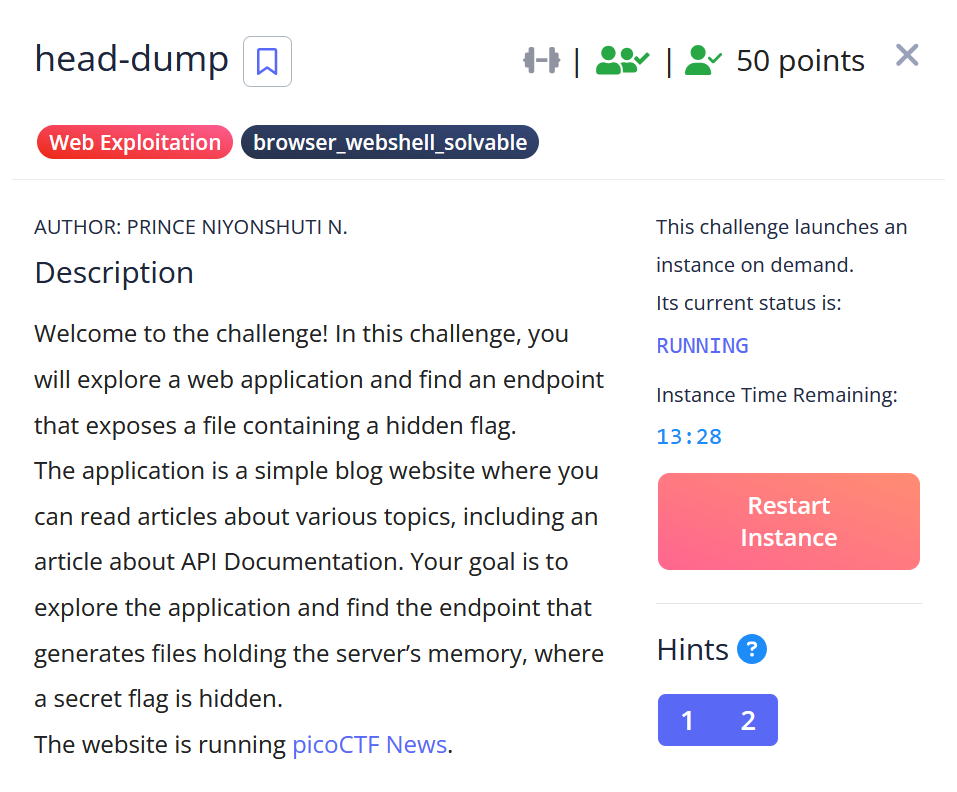 head-dump
| | 50 points
Web Exploitation browser_webshell_solvable
AUTHOR: PRINCE NIYONSHUTI N.
Description
Welcome to the challenge! In this challenge, you
will explore a web application and find an endpoint
that exposes a file containing a hidden flag.
The application is a simple blog website where you
can read articles about various topics, including an
article about API Documentation. Your goal is to
explore the application and find the endpoint that
generates files holding the server’s memory, where
a secret flag is hidden.
The website is running picoCTF News.
This challenge launches an
instance on demand.
Its current status is:
RUNNING
Instance Time Remaining:
13:28
Restart
Instance
Hints ?
1 2